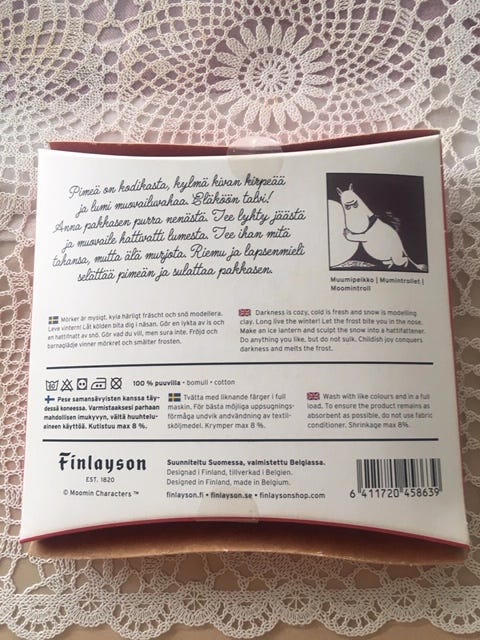 Pimeä on kodikasta, kylmä kivan kirpeää
ja lumi muovailuvahaa. Eläköön talvi!
Anna pakkasen purra nenästä. Tee lyhty jäästä
ja muovaile hattivatti lumesta. Tee ihan mitä
tahansa, mutta älä murjota. Riemu ja lapsenmieli
selättää pimeän ja sulattaa pakkasen.
Muumipeikko | Mumintrollet |
Moomintroll
Mörker är mysigt, kyla härligt fräscht och snö modellera.
Leve vintern! Låt kölden bita dig i näsan. Gör en lykta av is och
en hattifnatt av snö. Gör vad du vill, men sura inte. Fröjd och
barnaglädje vinner mörkret och smälter frosten.
Darkness is cozy, cold is fresh and snow is modelling
clay. Long live the winter! Let the frost bite you in the nose.
Make an ice lantern and sculpt the snow into a hattifattener.
Do anything you like, but do not sulk. Childish joy conquers
darkness and melts the frost.
60
100 % puuvilla • bomull • cotton
Pese samansävyisten kanssa täy-
dessä koneessa. Varmistaaksesi parhaan
mahdollisen imukyvyn, vältä huuhtelu-
aineen käyttöä. Kutistuu max 8 %.
Tvätta med liknande färger i full
maskin. För bästa möjliga uppsugnings-
förmåga undvik användning av textil-
sköljmedel. Krymper max 8 %.
Wash with like colours and in a full
load. To ensure the product remains as
absorbent as possible, do not use fabric
conditioner. Shrinkage max 8%.
Finlayson
EST. 1820
© Moomin Characters ™
Suunniteltu Suomessa, valmistettu Belgiassa.
Designad i Finland, tillverkad i Belgien.
Designed in Finland, made in Belgium.
finlayson.fi • finlayson.se • finlaysonshop.com
6 411720 458639